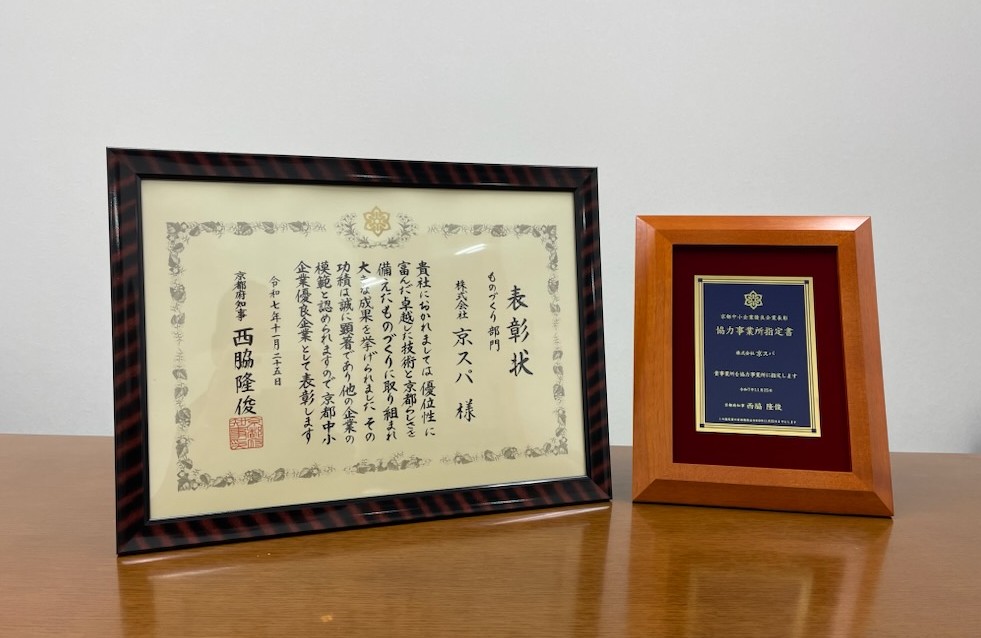 表彰状
ものづくり部門
株式会社 京スパ 様
貴社におかれましては優位性に
富んだ卓越した技術と京都らしさを
備えたものづくりに取り組まれ
大きな成果を挙げられました その
功績は誠に顕著であり他の企業の
模範と認められますので京都中小
企業優良企業として表彰します
令和七年十一月二十五日
京都府知事 西脇隆俊
京都中小企業優良企業表彰
協力事業所指定書
株式会社 京スパ
貴事業所を協力事業所に指定します
令和7年11月25日
京都府知事 西脇 隆俊